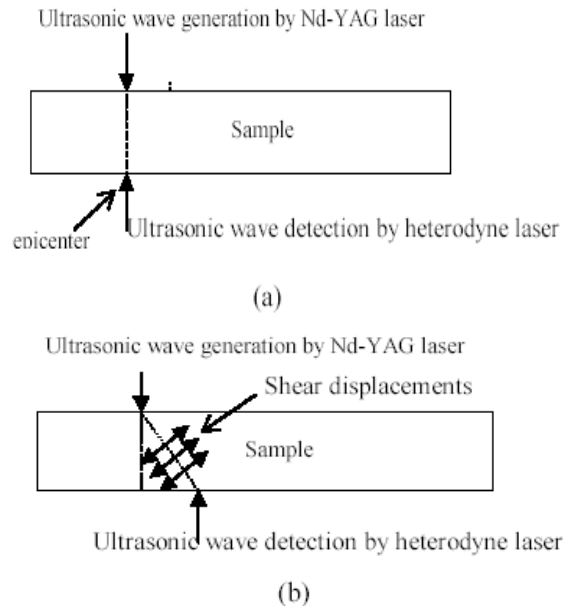 Ultrasonic wave generation by Nd-YAG laser
Sample
epicenter
Ultrasonic wave detection by heterodyne laser
(a)
Ultrasonic wave generation by Nd-YAG laser
Shear displacements
Sample
Ultrasonic wave detection by heterodyne laser
(b)